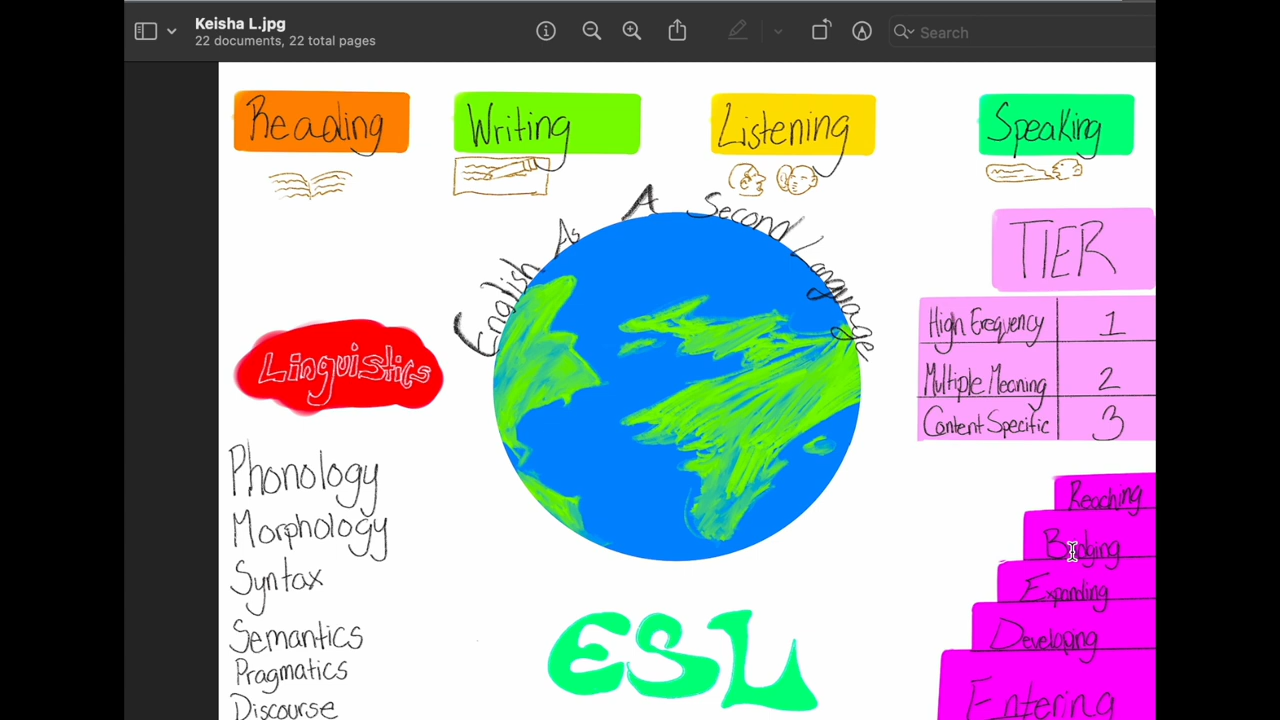 Keisha L.jpg
22 documents, 22 total pages
Search
Reading
Writing
Listening
Speaking
English As A Second Language
TIER
High Frequency 1
Multiple Meaning 2
Content Specific 3
Linguistics
Phonology
Morphology
Syntax
Semantics
Pragmatics
Discourse
Reaching
Bridging
Expanding
Developing
Entering
ESL